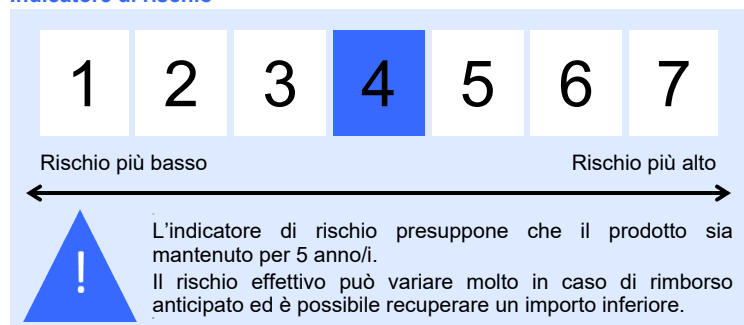 Indicatore di rischio
1 2 3 4 5 6 7
Rischio più basso Rischio più alto
L'indicatore di rischio presuppone che il prodotto sia
mantenuto per 5 anno/i.
!
Il rischio effettivo può variare molto in caso di rimborso
anticipato ed è possibile recuperare un importo inferiore.